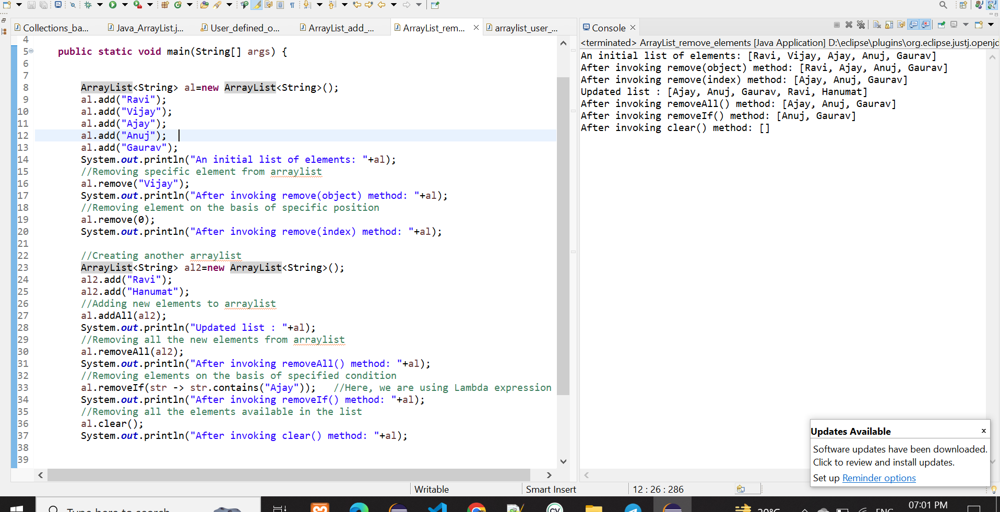 Collections_ba...
Java_ArrayList.j...
User_defined_o...
ArrayList_add_...
ArrayList_rem...
arraylist_user_...
4
5 public static void main(String[] args) {
6
7
8 ArrayList<String> al=new ArrayList<String>();
9 al.add("Ravi");
10 al.add("Vijay");
11 al.add("Ajay");
12 al.add("Anuj");
13 al.add("Gaurav");
14 System.out.println("An initial list of elements: "+al);
15 //Removing specific element from arraylist
16 al.remove("Vijay");
17 System.out.println("After invoking remove(object) method: "+al);
18 //Removing element on the basis of specific position
19 al.remove(0);
20 System.out.println("After invoking remove(index) method: "+al);
21
22 //Creating another arraylist
23 ArrayList<String> al2=new ArrayList<String>();
24 al2.add("Ravi");
25 al2.add("Hanumat");
26 //Adding new elements to arraylist
27 al.addAll(al2);
28 System.out.println("Updated list : "+al);
29 //Removing all the new elements from arraylist
30 al.removeAll(al2);
31 System.out.println("After invoking removeAll() method: "+al);
32 //Removing elements on the basis of specified condition
33 al.removeIf(str -> str.contains("Ajay")); //Here, we are using Lambda expression
34 System.out.println("After invoking removeIf() method: "+al);
35 //Removing all the elements available in the list
36 al.clear();
37 System.out.println("After invoking clear() method: "+al);
38
39
Console
<terminated> ArrayList_remove_elements [Java Application] D:\eclipse\plugins\org.eclipse.justj.openjd
An initial list of elements: [Ravi, Vijay, Ajay, Anuj, Gaurav]
After invoking remove(object) method: [Ravi, Ajay, Anuj, Gaurav]
After invoking remove(index) method: [Ajay, Anuj, Gaurav]
Updated list : [Ajay, Anuj, Gaurav, Ravi, Hanumat]
After invoking removeAll() method: [Ajay, Anuj, Gaurav]
After invoking removeIf() method: [Anuj, Gaurav]
After invoking clear() method: []
Updates Available
Software updates have been downloaded.
Click to review and install updates.
Set up Reminder options
Writable
Smart Insert
12 : 26 : 286
Type here to search
20°C
ENG
07:01 PM